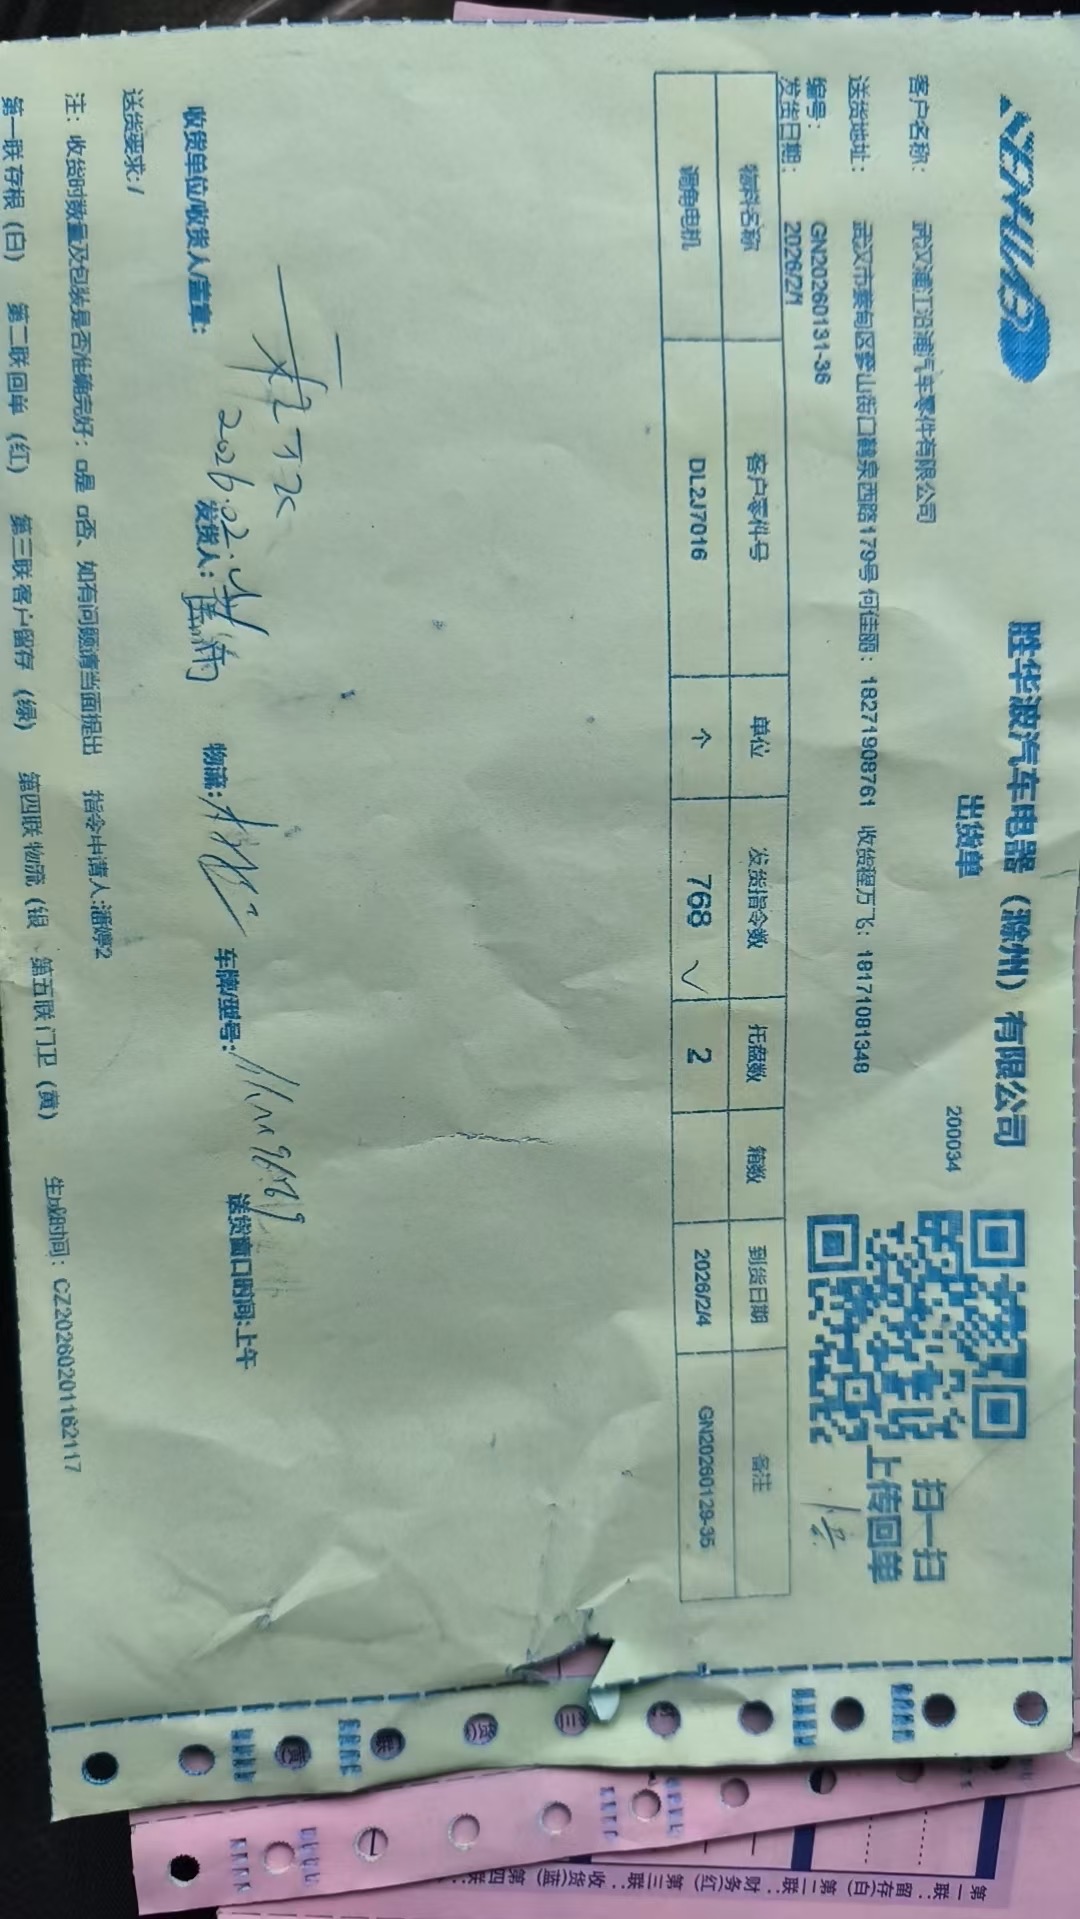 胜华波汽车电器（滁州）有限公司
出货单
200034
扫一扫
上传回单
客户名称： 武汉浦江沿浦汽车零件有限公司
送货地址： 武汉市蔡甸区奓山街口鹤泉西路179号 何佳丽：18271908761 收货程万飞：18171081348
编号： GN20260131-36
发货日期： 2026/2/1
物料名称 客户零件号 单位 发货指令数 托盘数 箱数 到货日期 备注
调角电机 DL2J7016 个 768 ✓ 2 2026/2/4 GN20260129-35
2026.02.
收货单位/收货人/盖章： 发货人： 物流： 车牌/型号： 送货窗口时间:上午
送货要求:/
注：收货时数量及包装是否准确完好：□是 □否、如有问题请当面提出 指令申请人:潘婷2
第一联存根（白） 第二联回单（红） 第三联客户留存（绿） 第四联物流（银 第五联门卫（黄） 生成时间：CZ20260201162117
第一联：留存(白) 第二联：财务(红) 第三联：收货(蓝) 第四联：